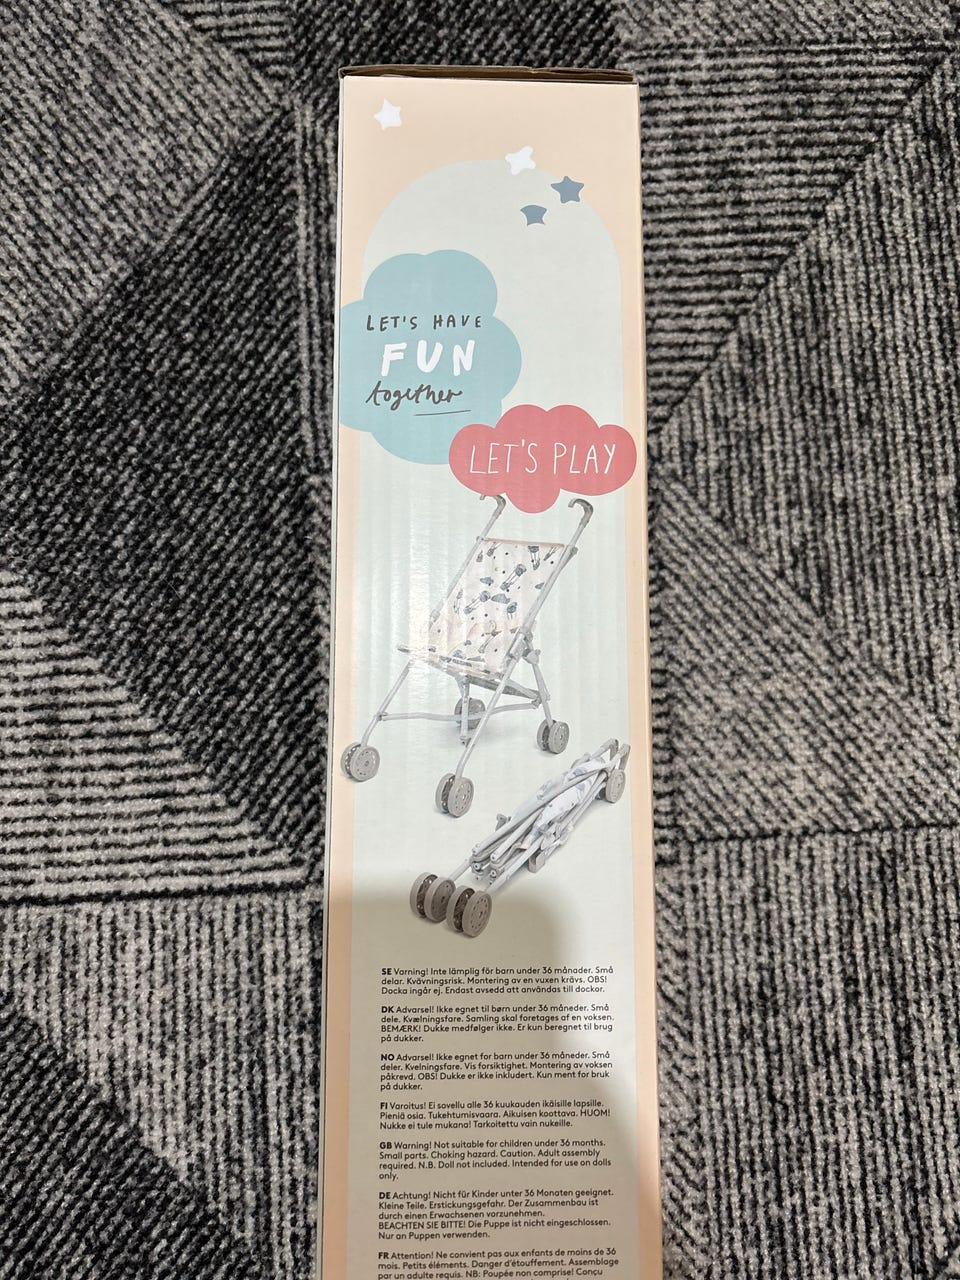 LET'S HAVE
FUN
together
LET'S PLAY
SE Varning! Inte lämplig för barn under 36 månader. Små
delar. Kvävningsrisk. Montering av en vuxen krävs. OBS!
Docka ingår ej. Endast avsedd att användas till dockor.
DK Advarsel! Ikke egnet til børn under 36 måneder. Små
dele. Kvælningsfare. Samling skal foretages af en voksen.
BEMÆRK! Dukke medfølger ikke. Er kun beregnet til brug
på dukker.
NO Advarsel! Ikke egnet for barn under 36 måneder. Små
deler. Kvelningsfare. Vis forsiktighet. Montering av voksen
påkrevd. OBS! Dukke er ikke inkludert. Kun ment for bruk
på dukker.
FI Varoitus! Ei sovellu alle 36 kuukauden ikäisille lapsille.
Pieniä osia. Tukehtumisvaara. Aikuisen koottava. HUOM!
Nukke ei tule mukana! Tarkoitettu vain nukeille.
GB Warning! Not suitable for children under 36 months.
Small parts. Choking hazard. Caution. Adult assembly
required. N.B. Doll not included. Intended for use on dolls
only.
DE Achtung! Nicht für Kinder unter 36 Monaten geeignet.
Kleine Teile. Erstickungsgefahr. Der Zusammenbau ist
durch einen Erwachsenen vorzunehmen.
BEACHTEN SIE BITTE! Die Puppe ist nicht eingeschlossen.
Nur an Puppen verwenden.
FR Attention! Ne convient pas aux enfants de moins de 36
mois. Petits éléments. Danger d'étouffement. Assemblage
par un adulte requis. NB: Poupée non comprise! Conçu